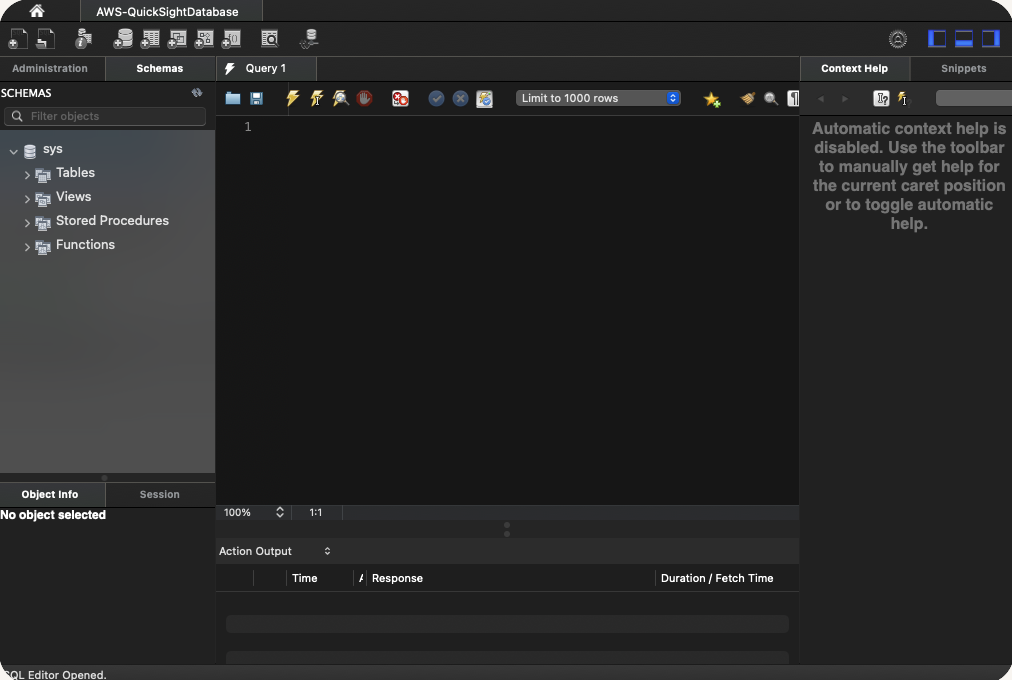 AWS-QuickSightDatabase
Administration
Schemas
Query 1
Context Help
Snippets
SCHEMAS
Filter objects
Limit to 1000 rows
1
Automatic context help is
disabled. Use the toolbar
to manually get help for
the current caret position
or to toggle automatic
help.
sys
Tables
Views
Stored Procedures
Functions
Object Info
Session
No object selected
100%
1:1
Action Output
Time
Response
Duration / Fetch Time
SQL Editor Opened.